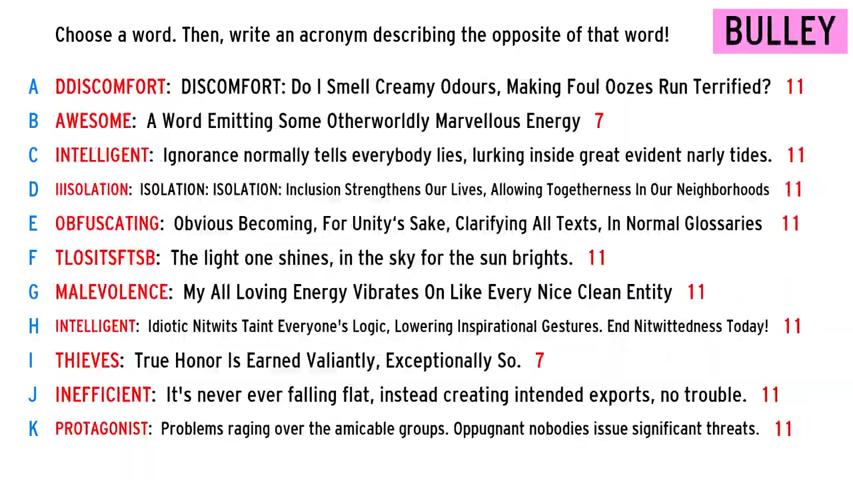 Choose a word. Then, write an acronym describing the opposite of that word!
BULLEY
A DDISCOMFORT: DISCOMFORT: Do I Smell Creamy Odours, Making Foul Oozes Run Terrified? 11
B AWESOME: A Word Emitting Some Otherworldly Marvellous Energy 7
C INTELLIGENT: Ignorance normally tells everybody lies, lurking inside great evident narly tides. 11
D IIISOLATION: ISOLATION: ISOLATION: Inclusion Strengthens Our Lives, Allowing Togetherness In Our Neighborhoods 11
E OBFUSCATING: Obvious Becoming, For Unity's Sake, Clarifying All Texts, In Normal Glossaries 11
F TLOSITSFTSB: The light one shines, in the sky for the sun brights. 11
G MALEVOLENCE: My All Loving Energy Vibrates On Like Every Nice Clean Entity 11
H INTELLIGENT: Idiotic Nitwits Taint Everyone's Logic, Lowering Inspirational Gestures. End Nitwittedness Today! 11
I THIEVES: True Honor Is Earned Valiantly, Exceptionally So. 7
J INEFFICIENT: It's never ever falling flat, instead creating intended exports, no trouble. 11
K PROTAGONIST: Problems raging over the amicable groups. Oppugnant nobodies issue significant threats. 11